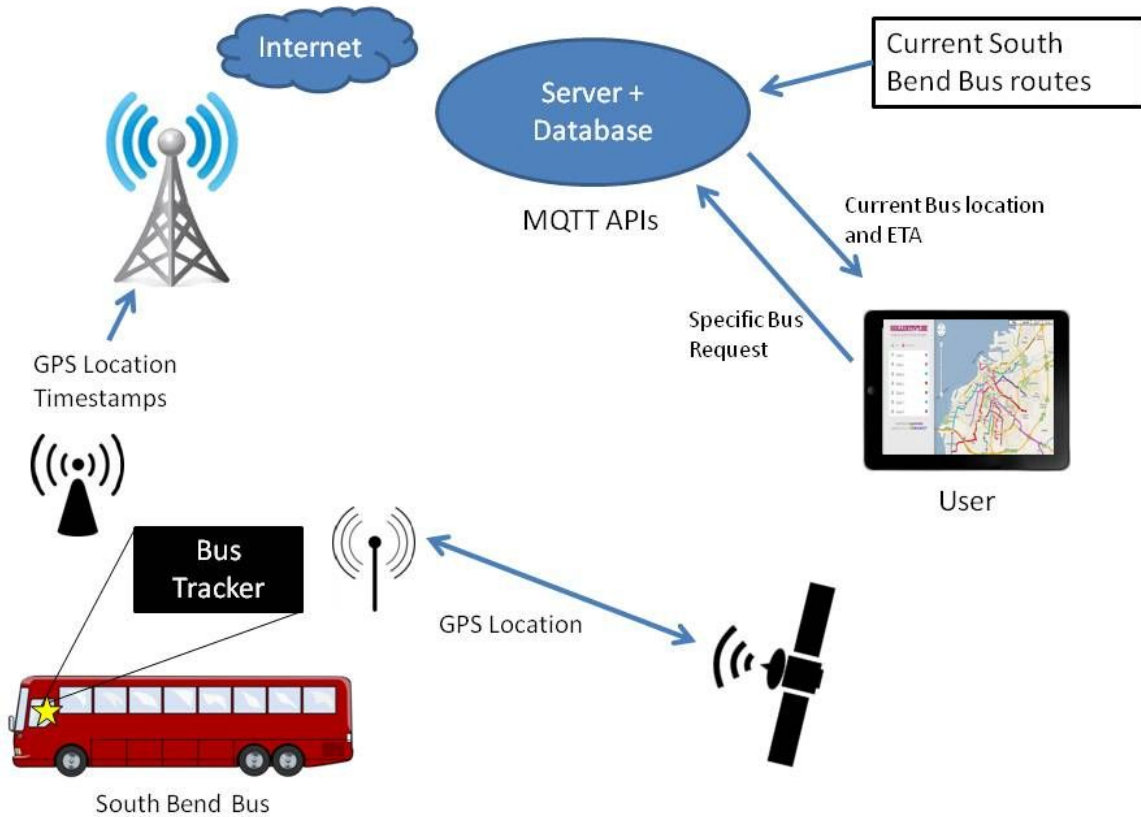 Internet
Server +
Database
Current South
Bend Bus routes
MQTT APIs
Current Bus location
and ETA
Specific Bus
Request
GPS Location
Timestamps
User
Bus
Tracker
GPS Location
South Bend Bus